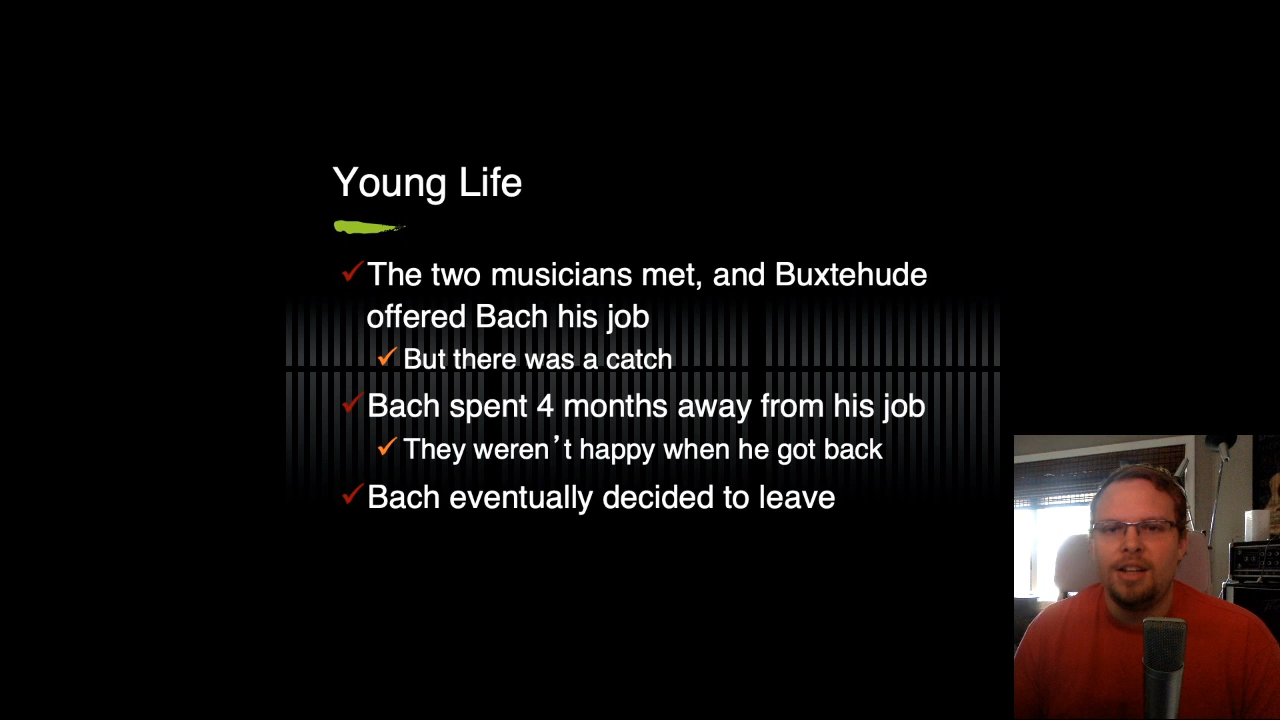 Young Life
The two musicians met, and Buxtehude
offered Bach his job
But there was a catch
Bach spent 4 months away from his job
They weren’t happy when he got back
Bach eventually decided to leave